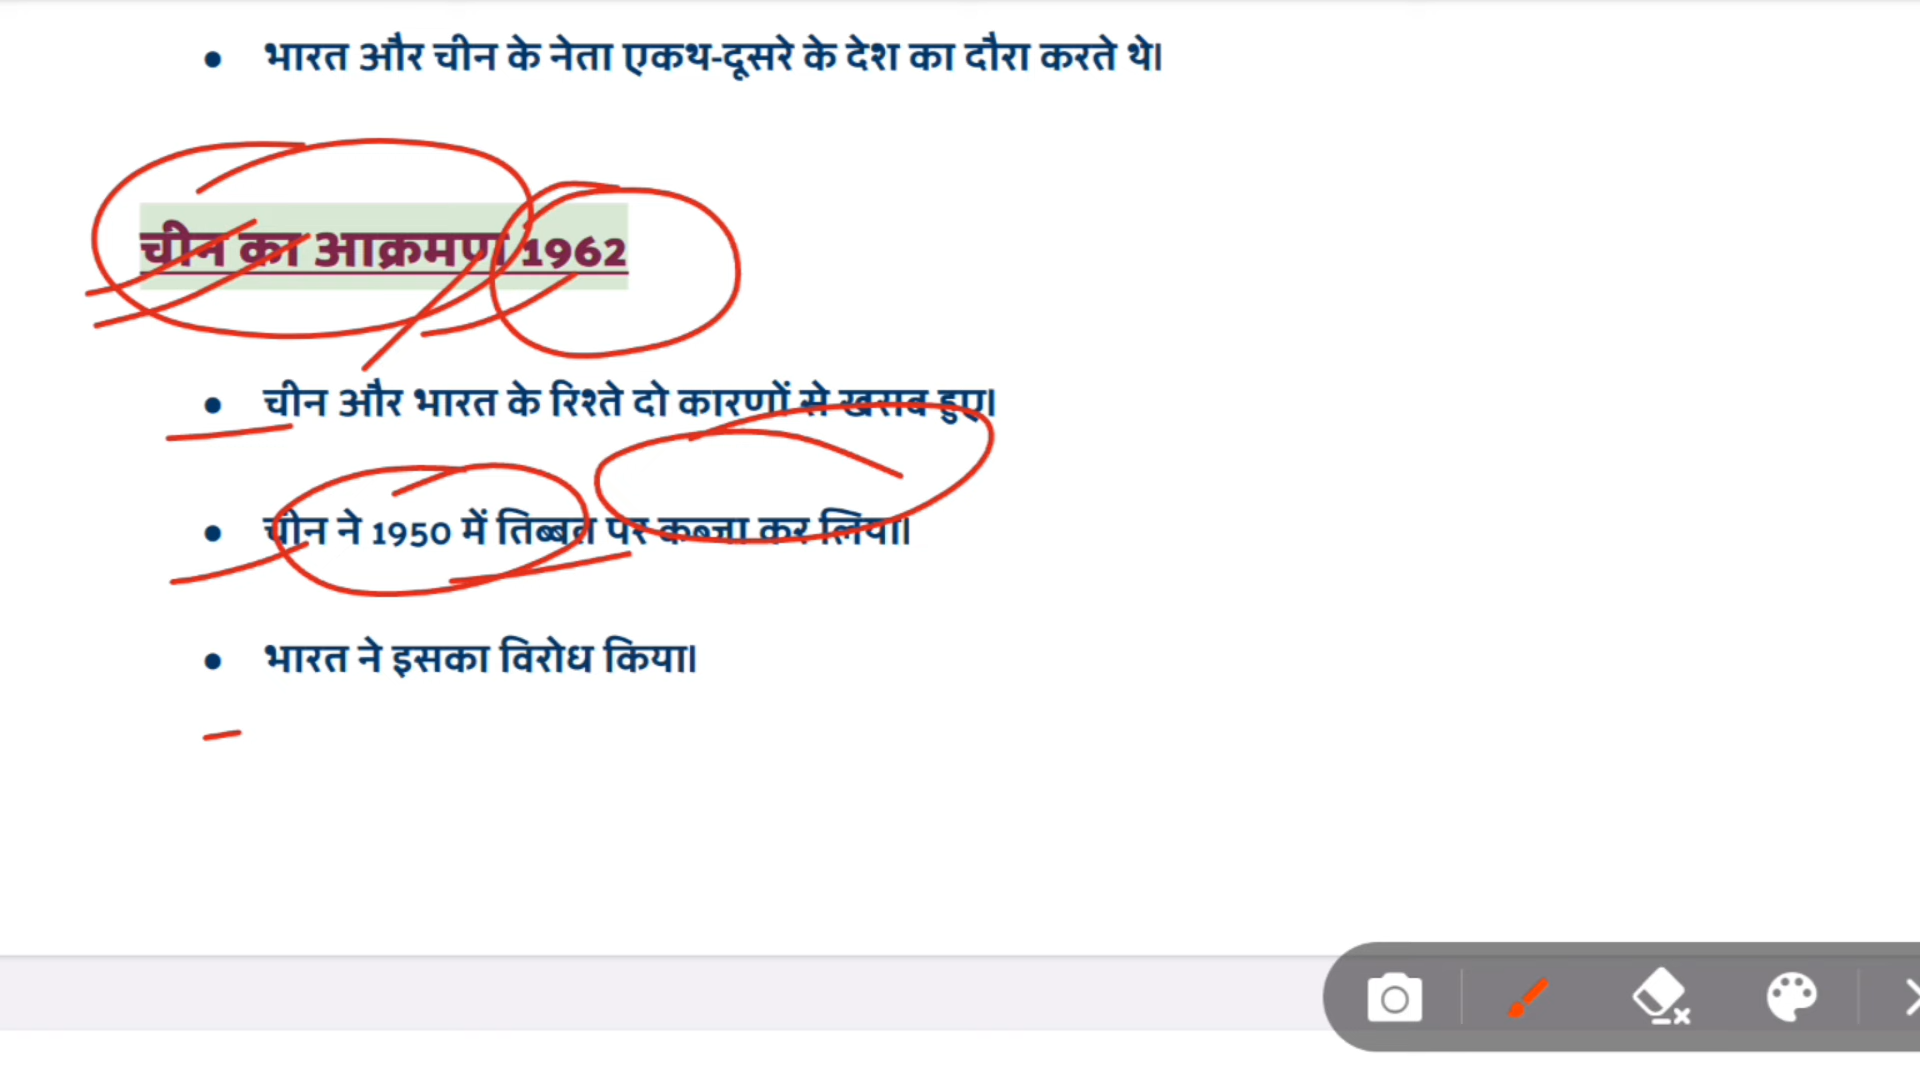 भारत और चीन के नेता एकथ-दूसरे के देश का दौरा करते थे।
चीन का आक्रमण 1962
चीन और भारत के रिश्ते दो कारणों से खराब हुए।
चीन ने 1950 में तिब्बत पर कब्जा कर लिया।
भारत ने इसका विरोध किया।